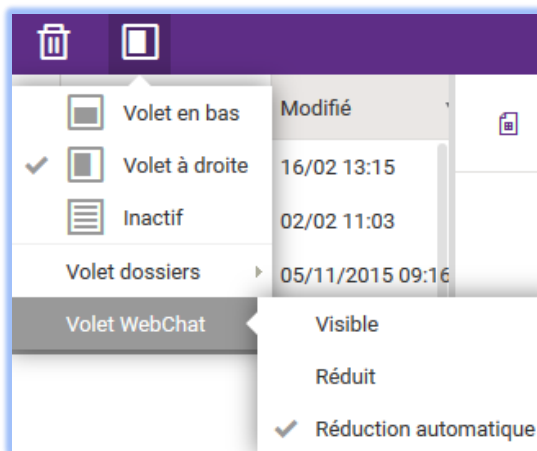 Volet en bas
Modifié
Volet à droite
16/02 13:15
Inactif
02/02 11:03
Volet dossiers
05/11/2015 09:16
Volet WebChat
Visible
Réduit
Réduction automatique